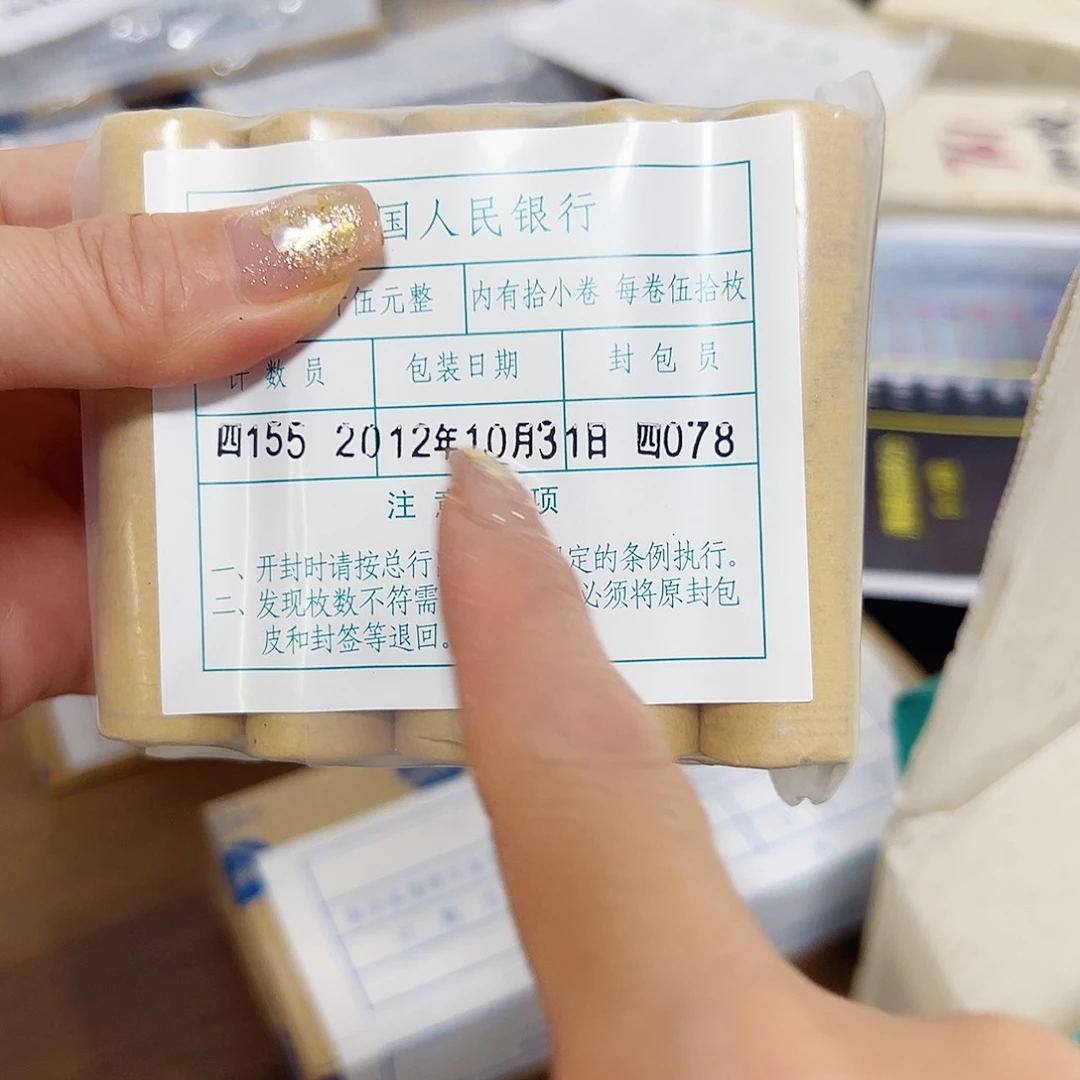 国人民银行
伍元整 内有拾小卷 每卷伍拾枚
计数员 包装日期 封包员
四155 2012年10月31日 四078
注 项
一、开封时请按总行 定的条例执行。
二、发现枚数不符需 必须将原封包
皮和封签等退回。